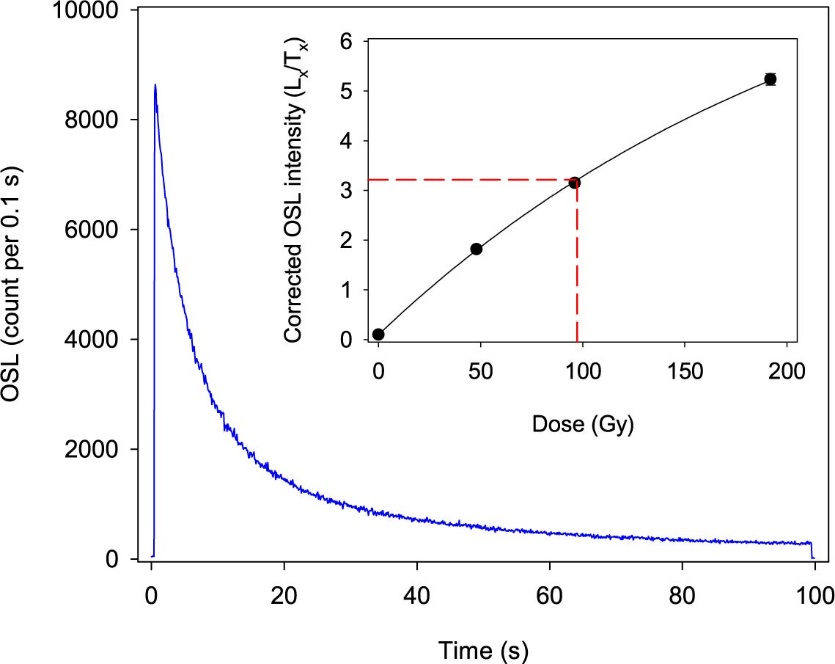 10000
8000
6000
4000
2000
0
OSL (count per 0.1 s)
0 20 40 60 80 100
Time (s)
6
5
4
3
2
1
0
Corrected OSL intensity (Lx/Tx)
0 50 100 150 200
Dose (Gy)